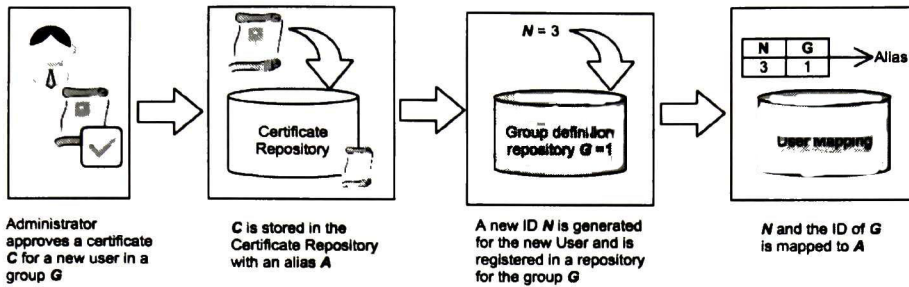 N = 3
N G
3 1
Alias
Certificate
Repository
Group definition
repository G =1
User Mapping
Administrator
approves a certificate
C for a new user in a
group G
C is stored in the
Certificate Repository
with an alias A
A new ID N is generated
for the new User and is
registered in a repository
for the group G
N and the ID of G
is mapped to A